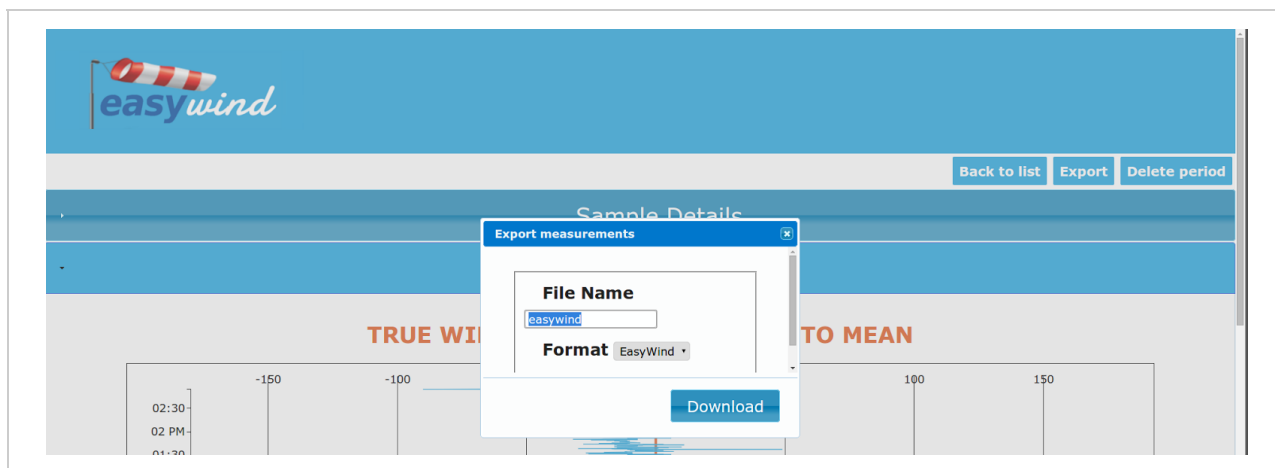 easywind
Back to list Export Delete period
Sample Details
Export measurements
File Name
easywind
Format EasyWind
Download
TRUE TO MEAN
-150 -100 100 150
02:30
02 PM
01:30